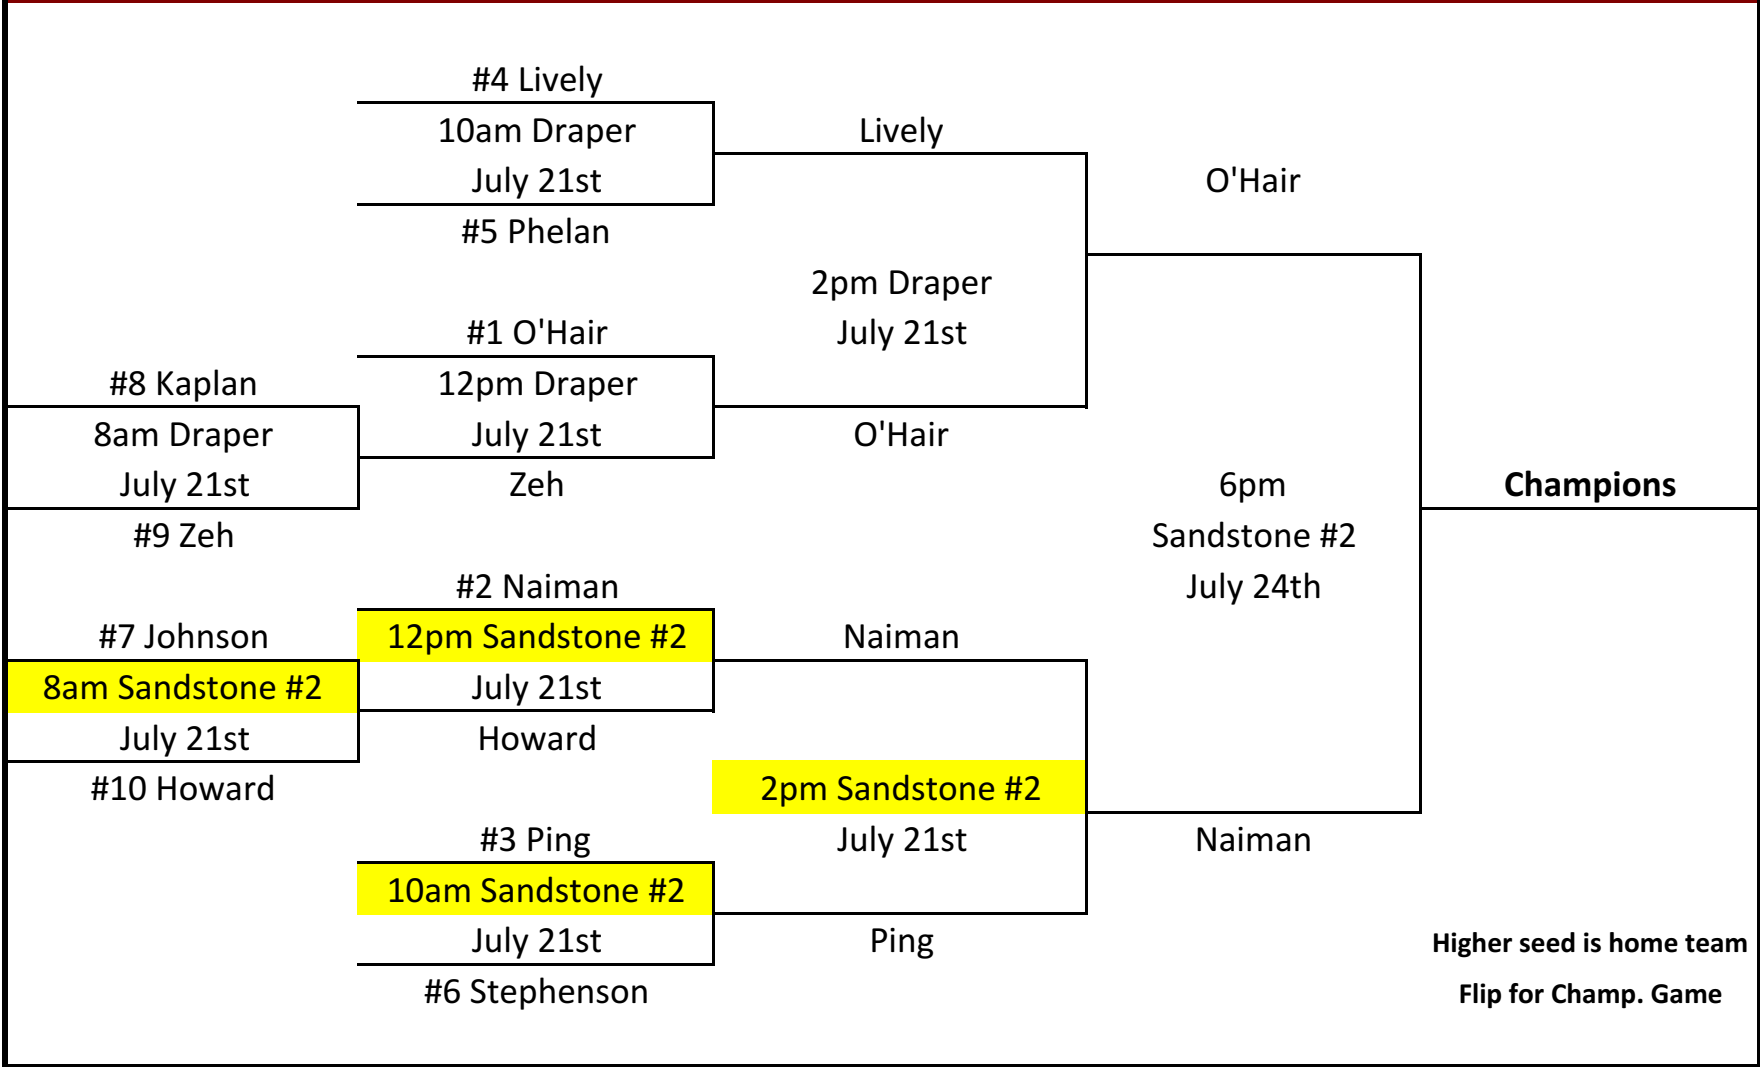 #4 Lively
10am Draper
July 21st
#5 Phelan
Lively
O'Hair
2pm Draper
July 21st
#1 O'Hair
12pm Draper
July 21st
Zeh
#8 Kaplan
8am Draper
July 21st
#9 Zeh
O'Hair
6pm
Sandstone #2
July 24th
Champions
#2 Naiman
12pm Sandstone #2
July 21st
Howard
#7 Johnson
8am Sandstone #2
July 21st
#10 Howard
Naiman
2pm Sandstone #2
July 21st
Naiman
#3 Ping
10am Sandstone #2
July 21st
#6 Stephenson
Ping
Higher seed is home team
Flip for Champ. Game